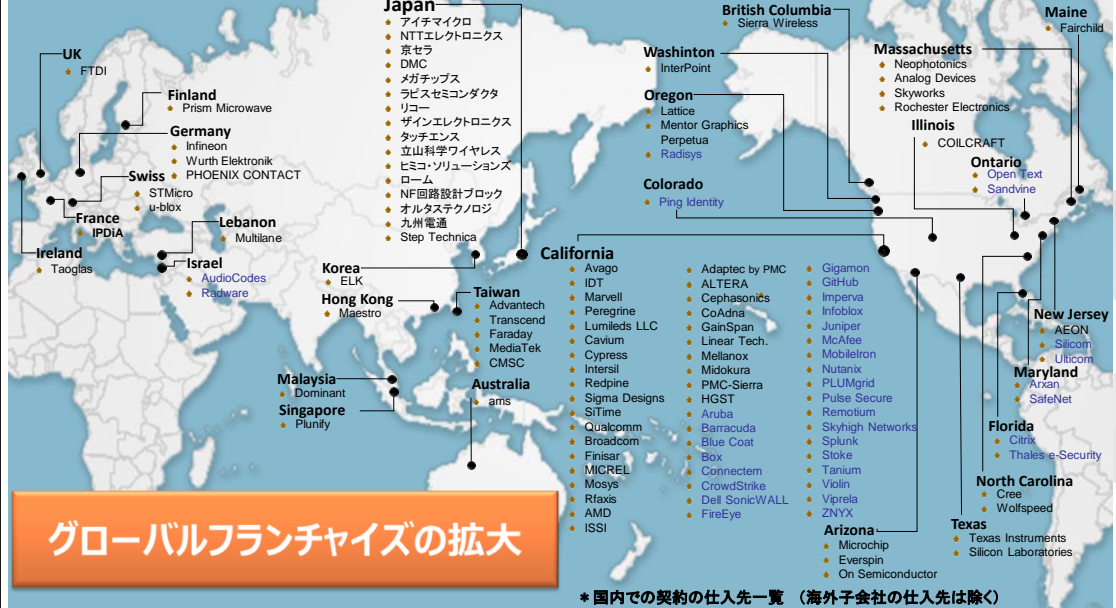 Japan
アイチマイクロ
NTTエレクトロニクス
京セラ
DMC
メガチップス
ラピスセミコンダクタ
リコー
ザインエレクトロニクス
タッチエンス
立山科学ワイヤレス
ヒミコ・ソリューションズ
ローム
NF回路設計ブロック
オルタステクノロジ
九州電通
Step Technica
UK
FTDI
Finland
Prism Microwave
Germany
Infineon
Wurth Elektronik
PHOENIX CONTACT
Swiss
STMicro
u-blox
France
IPDiA
Ireland
Taoglas
Lebanon
Multilane
Israel
AudioCodes
Radware
Korea
ELK
Hong Kong
Maestro
Taiwan
Advantech
Transcend
Faraday
MediaTek
CMSC
Malaysia
Dominant
Singapore
Plunify
Australia
ams
British Columbia
Sierra Wireless
Washinton
InterPoint
Oregon
Lattice
Mentor Graphics
Perpetua
Radisys
Colorado
Ping Identity
California
Avago
IDT
Marvell
Peregrine
Lumileds LLC
Cavium
Cypress
Intersil
Redpine
Sigma Designs
SiTime
Qualcomm
Broadcom
Finisar
MICREL
Mosys
Rfaxis
AMD
ISSI
Adaptec by PMC
ALTERA
Cephasonics
CoAdna
GainSpan
Linear Tech.
Mellanox
Midokura
PMC-Sierra
HGST
Aruba
Barracuda
Blue Coat
Box
Connectem
CrowdStrike
Dell SonicWALL
FireEye
Gigamon
GitHub
Imperva
Infoblox
Juniper
McAfee
MobileIron
Nutanix
PLUMgrid
Pulse Secure
Remotium
Skyhigh Networks
Splunk
Stoke
Tanium
Violin
Viprela
ZNYX
Maine
Fairchild
Massachusetts
Neophotonics
Analog Devices
Skyworks
Rochester Electronics
Illinois
COILCRAFT
Ontario
Open Text
Sandvine
New Jersey
AEON
Silicom
Ulticom
Maryland
Arxan
SafeNet
Florida
Citrix
Thales e-Security
North Carolina
Cree
Wolfspeed
Texas
Texas Instruments
Silicon Laboratories
Arizona
Microchip
Everspin
On Semiconductor
グローバルフランチャイズの拡大
*国内での契約の仕入先一覧 (海外子会社の仕入先は除く)